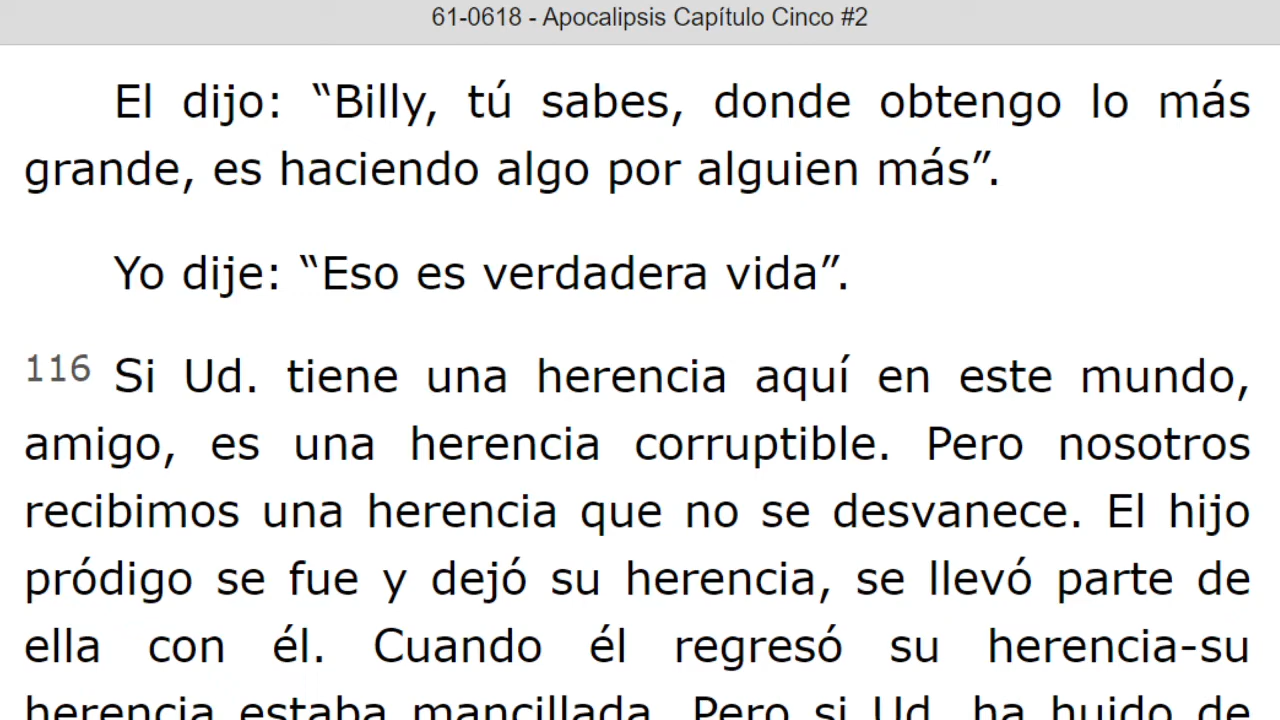 61-0618 - Apocalipsis Capítulo Cinco #2
El dijo: “Billy, tú sabes, donde obtengo lo más
grande, es haciendo algo por alguien más”.
Yo dije: “Eso es verdadera vida”.
116 Si Ud. tiene una herencia aquí en este mundo,
amigo, es una herencia corruptible. Pero nosotros
recibimos una herencia que no se desvanece. El hijo
pródigo se fue y dejó su herencia, se llevó parte de
ella con él. Cuando él regresó su herencia-su
herencia estaba mancillada. Pero si Ud. ha huido de